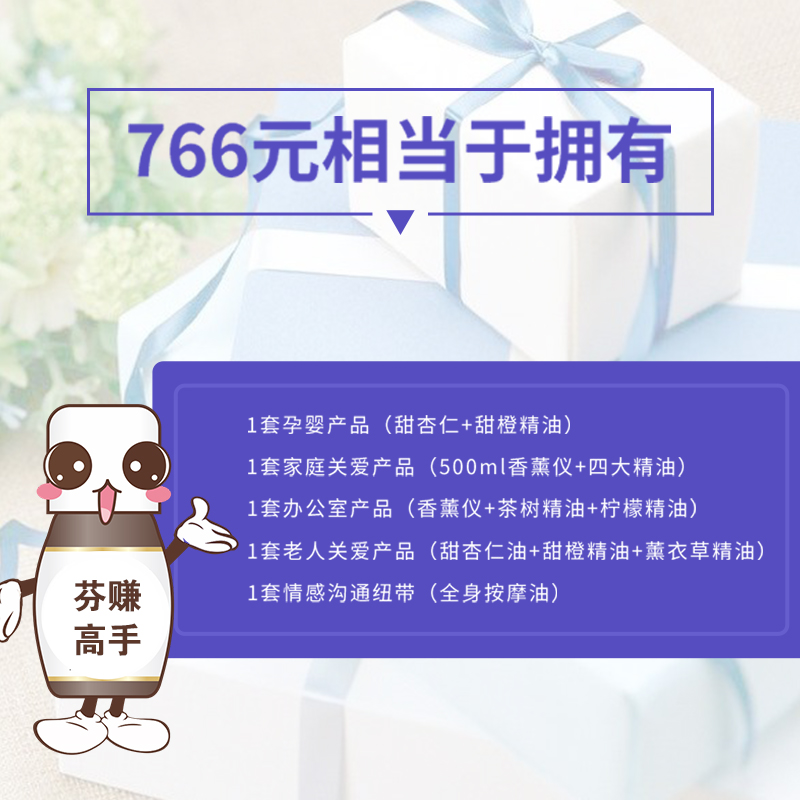 766元相当于拥有
1套孕婴产品（甜杏仁+甜橙精油）
1套家庭关爱产品（500ml香薰仪+四大精油）
1套办公室产品（香薰仪+茶树精油+柠檬精油）
1套老人关爱产品（甜杏仁油+甜橙精油+薰衣草精油）
1套情感沟通纽带（全身按摩油）
芬赚
高手